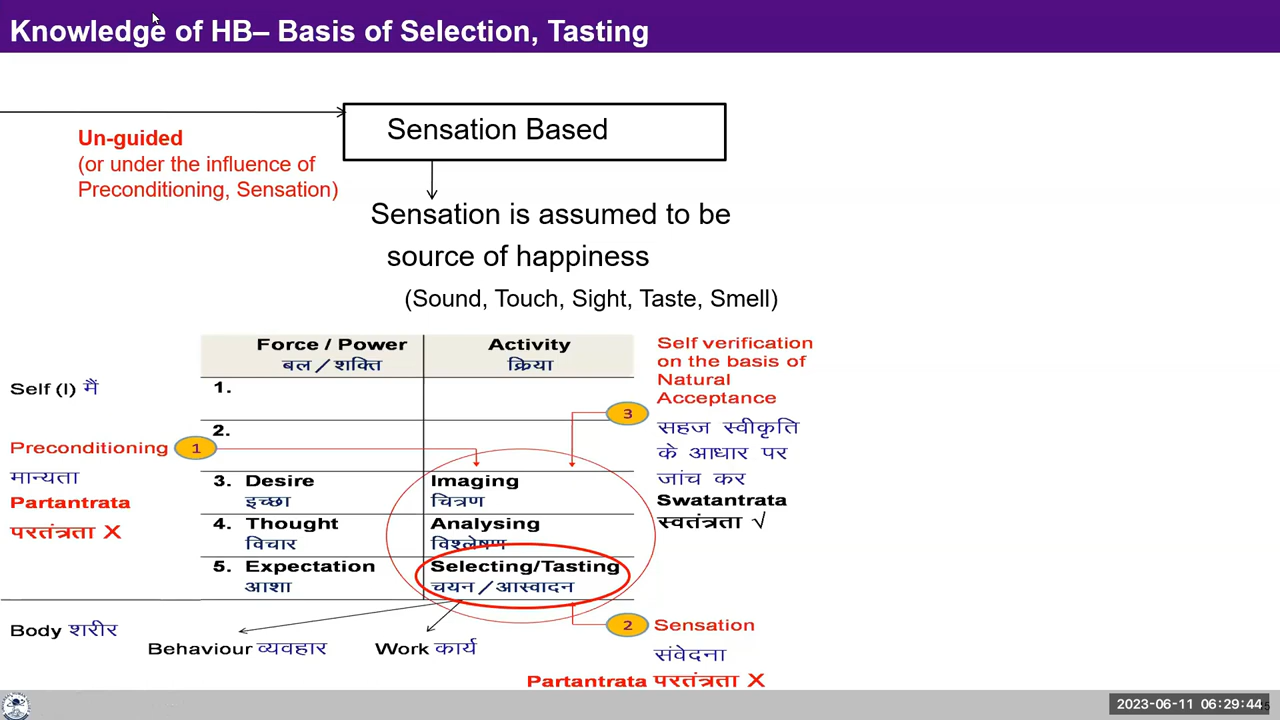 Knowledge of HB– Basis of Selection, Tasting
Un-guided
(or under the influence of
Preconditioning, Sensation)
Sensation Based
Sensation is assumed to be
source of happiness
(Sound, Touch, Sight, Taste, Smell)
Force / Power
बल / शक्ति
Activity
क्रिया
Self (I) मैं
1.
2.
Preconditioning
मान्यता
Partantrata
परतंत्रता X
1
3. Desire
इच्छा
Imaging
चित्रण
4. Thought
विचार
Analysing
विश्लेषण
5. Expectation
आशा
Selecting/Tasting
चयन / आस्वादन
3
Self verification
on the basis of
Natural
Acceptance
सहज स्वीकृति
के आधार पर
जांच कर
Swatantrata
स्वतंत्रता √
Body शरीर
Behaviour व्यवहार
Work कार्य
2
Sensation
संवेदना
Partantrata परतंत्रता X
2023-06-11 06:29:44